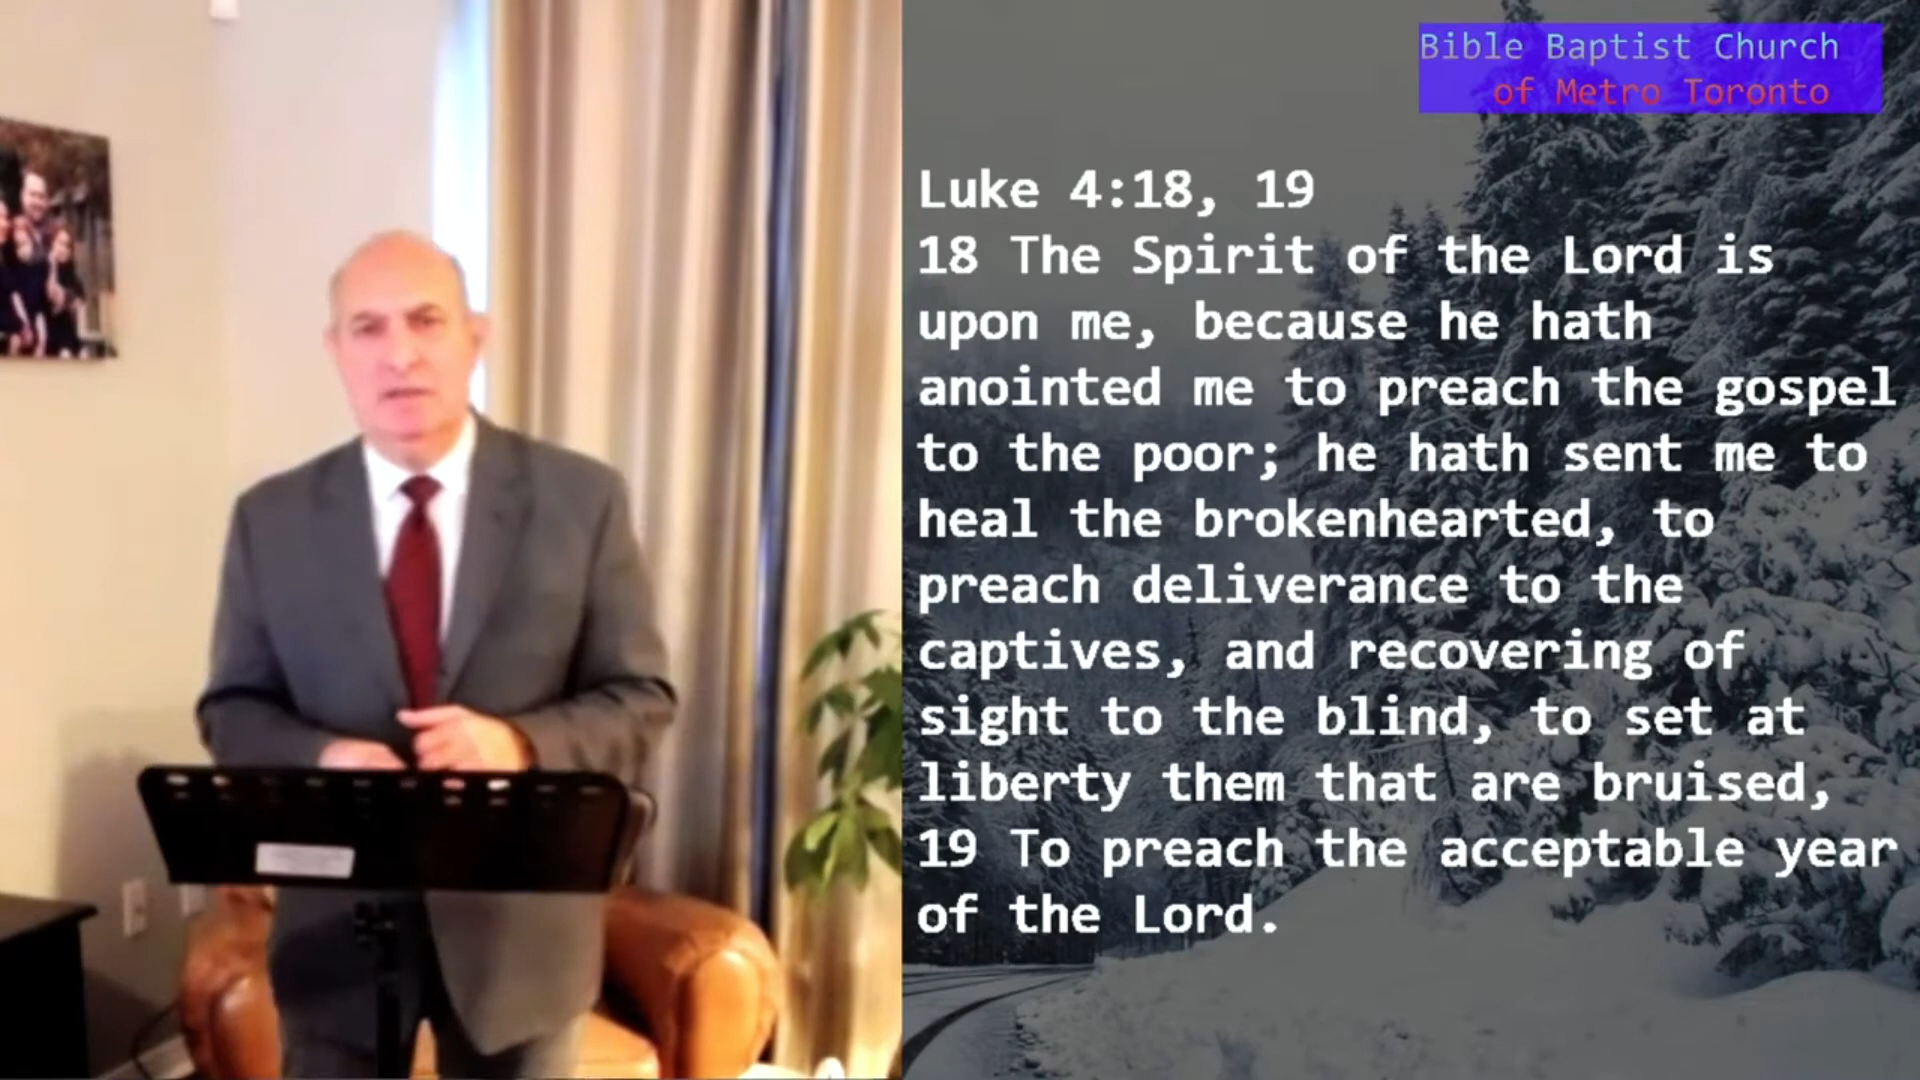 Bible Baptist Church
of Metro Toronto
Luke 4:18, 19
18 The Spirit of the Lord is
upon me, because he hath
anointed me to preach the gospel
to the poor; he hath sent me to
heal the brokenhearted, to
preach deliverance to the
captives, and recovering of
sight to the blind, to set at
liberty them that are bruised,
19 To preach the acceptable year
of the Lord.